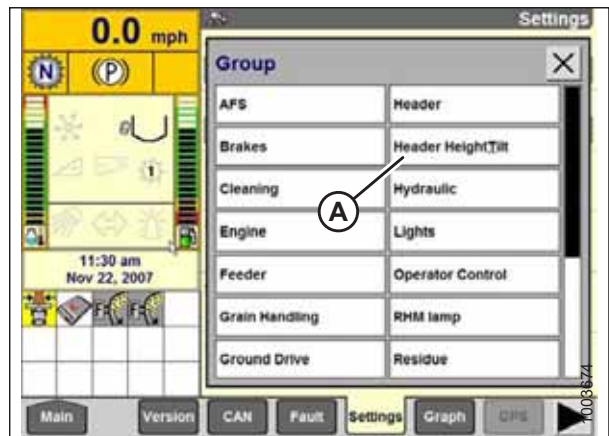 0.0 mph
Settings
N
(P)
Group
AFS
Header
Brakes
Header Height/Tilt
Cleaning
Hydraulic
A
Engine
Lights
Feeder
Operator Control
Grain Handling
RHM lamp
Ground Drive
Residue
1
11:30 am
Nov 22, 2007
Main
Version
CAN
Fault
Settings
Graph
GPS
1003674